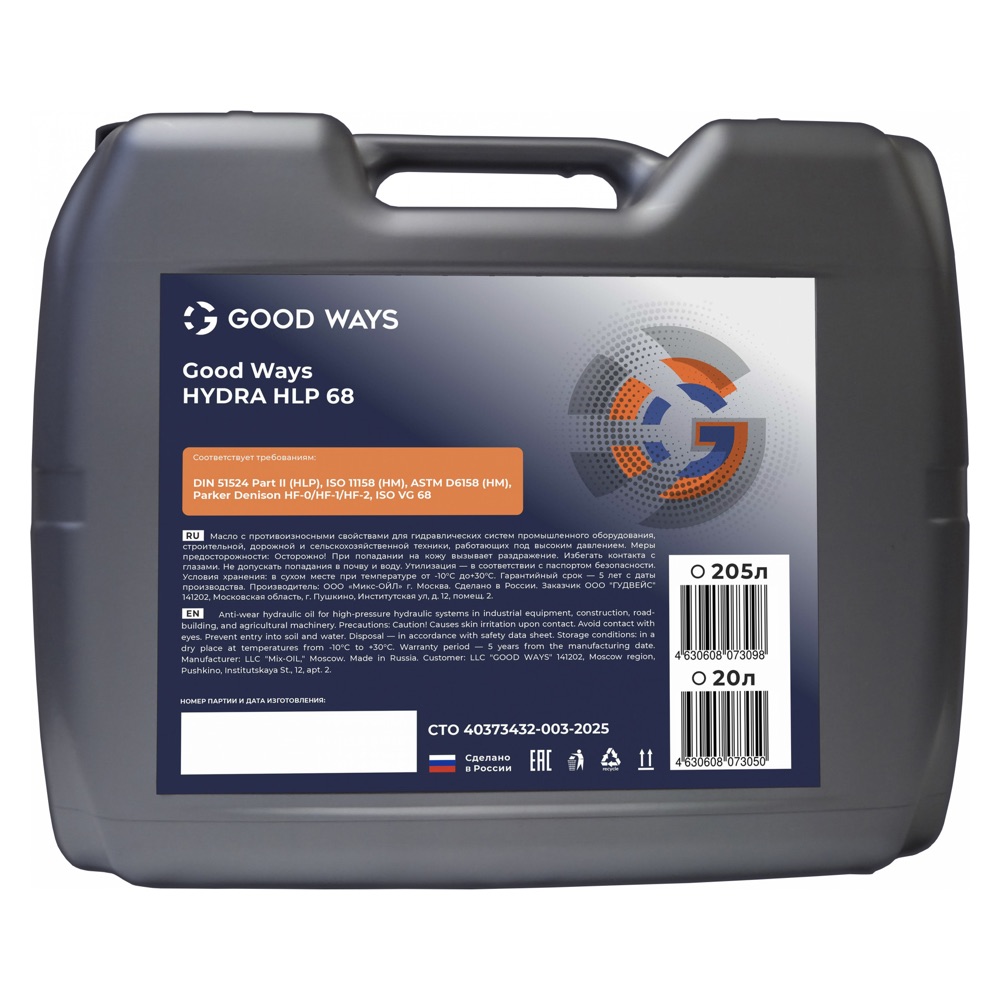 GOOD WAYS
Good Ways
HYDRA HLP 68
Соответствует требованиям:
DIN 51524 Part II (HLP), ISO 11158 (HM), ASTM D6158 (HM),
Parker Denison HF-0/HF-1/HF-2, ISO VG 68
RU Масло с противоизносными свойствами для гидравлических систем промышленного оборудования,
строительной, дорожной и сельскохозяйственной техники, работающих под высоким давлением. Меры
предосторожности: Осторожно! При попадании на кожу вызывает раздражение. Избегать контакта с
глазами. Не допускать попадания в почву и воду. Утилизация — в соответствии с паспортом безопасности.
Условия хранения: в сухом месте при температуре от -10°C до+30°C. Гарантийный срок — 5 лет с даты
производства. Производитель: ООО «Микс-ОЙЛ» г. Москва. Сделано в России. Заказчик ООО "ГУДВЕЙС"
141202, Московская область, г. Пушкино, Институтская ул, д. 12, помещ. 2.
EN Anti-wear hydraulic oil for high-pressure hydraulic systems in industrial equipment, construction, road-
building, and agricultural machinery. Precautions: Caution! Causes skin irritation upon contact. Avoid contact with
eyes. Prevent entry into soil and water. Disposal — in accordance with safety data sheet. Storage conditions: in a
dry place at temperatures from -10°C to +30°C. Warranty period — 5 years from the manufacturing date.
Manufacturer: LLC "Mix-OIL," Moscow. Made in Russia. Customer: LLC "GOOD WAYS" 141202, Moscow region,
Pushkino, Institutskaya St., 12, apt. 2.
205л
4 630608 073098
20л
4 630608 073050
НОМЕР ПАРТИИ И ДАТА ИЗГОТОВЛЕНИЯ:
СТО 40373432-003-2025
Сделано
в России
EAC
recycle